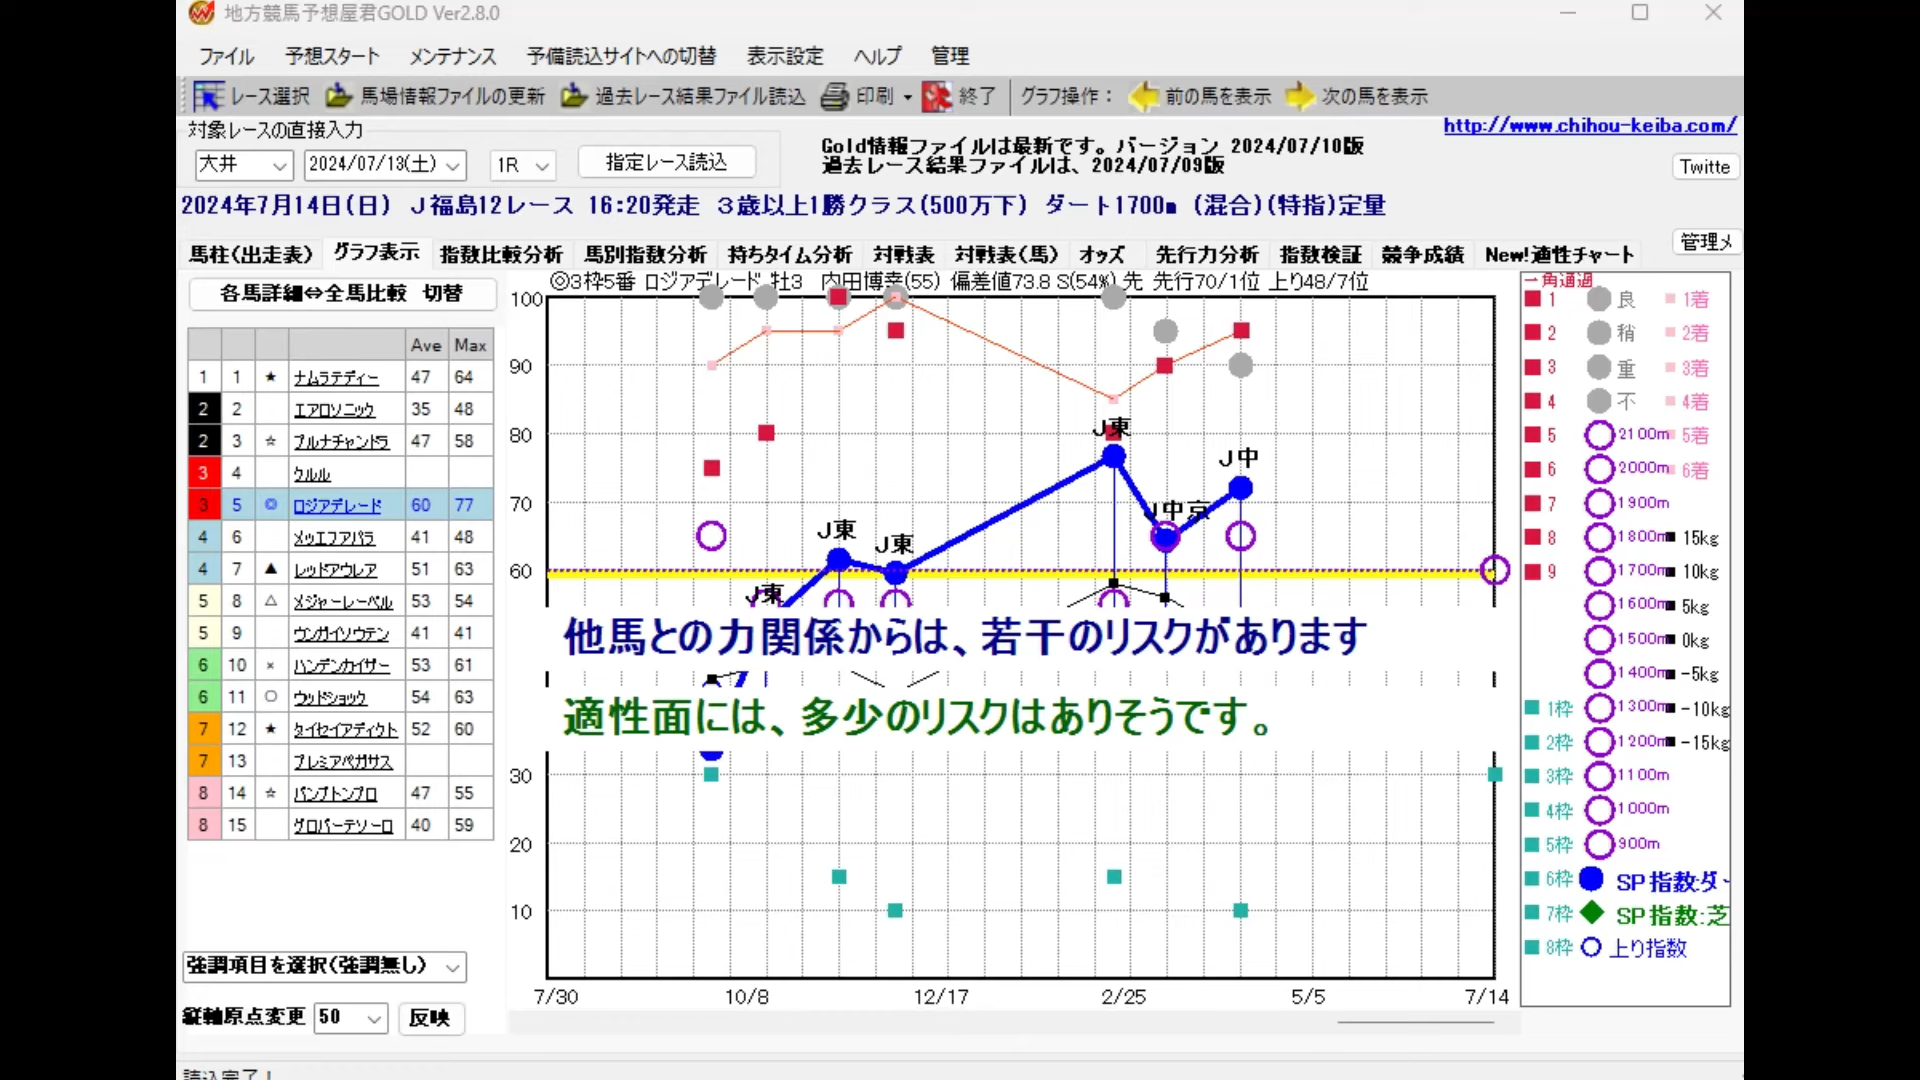 地方競馬予想屋君GOLD Ver2.8.0
ファイル 予想スタート メンテナンス 予備読込サイトへの切替 表示設定 ヘルプ 管理
レース選択 馬場情報ファイルの更新 過去レース結果ファイル読込 印刷 終了 グラフ操作： 前の馬を表示 次の馬を表示
対象レースの直接入力
http://www.chihou-keiba.com/
大井 2024/07/13(土) 1R 指定レース読込
Gold情報ファイルは最新です。バージョン 2024/07/10版
過去レース結果ファイルは、2024/07/09版
Twitte
2024年7月14日(日) Ｊ福島12レース 16:20発走 ３歳以上1勝クラス(500万下) ダート1700m (混合)(特指)定量
管理メ
馬柱(出走表) グラフ表示 指数比較分析 馬別指数分析 持ちタイム分析 対戦表 対戦表(馬) オッズ 先行力分析 指数検証 競争成績 New!適性チャート
各馬詳細⇔全馬比較 切替
◎3枠5番 ロジアデレード 牡3 内田博幸(55) 偏差値73.8 S(54%) 先 先行70/1位 上り48/7位
Ave Max
1 1 ★ ナムラテディー 47 64
2 2 エアロソニック 35 48
2 3 ☆ プルナチャンドラ 47 58
3 4 クルル
3 5 ◎ ロジアデレード 60 77
4 6 メッエフアパラ 41 48
4 7 ▲ レッドアヴレア 51 63
5 8 △ メジャーレーベル 53 54
5 9 ウンガイソウテン 41 41
6 10 × ハンデンカイザー 53 61
6 11 ○ ウッドショック 54 63
7 12 ★ タイセイアディクト 52 60
7 13 プレミアペガサス
8 14 ☆ パンプトンプロ 47 55
8 15 グロバーテソーロ 40 59
100
90
80
70
60
30
20
10
J東
J東
J東
J東
J中京
J中
他馬との力関係からは、若干のリスクがあります
適性面には、多少のリスクはありそうです。
7/30 10/8 12/17 2/25 5/5 7/14
一角通過
1 良 1着
2 稍 2着
3 重 3着
4 不 4着
5 2100m 5着
6 2000m 6着
7 1900m
8 1800m 15kg
9 1700m 10kg
1600m 5kg
1500m 0kg
1400m -5kg
1枠 1300m -10kg
2枠 1200m -15kg
3枠 1100m
4枠 1000m
5枠 900m
6枠 SP指数:ダ
7枠 SP指数:芝
8枠 上り指数
強調項目を選択(強調無し)
縦軸原点変更 50 反映
読込完了！